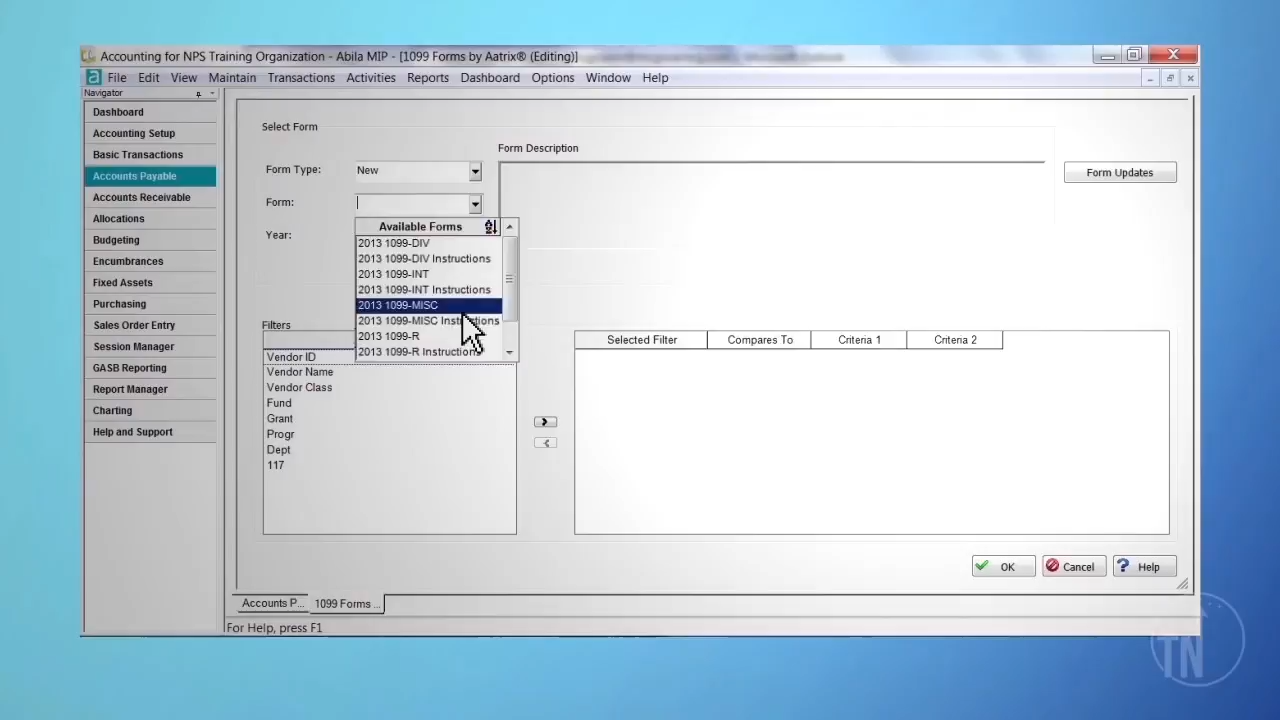 Accounting for NPS Training Organization - Abila MIP - [1099 Forms by Aatrix® (Editing)]
File Edit View Maintain Transactions Activities Reports Dashboard Options Window Help
Navigator
Dashboard
Accounting Setup
Basic Transactions
Accounts Payable
Accounts Receivable
Allocations
Budgeting
Encumbrances
Fixed Assets
Purchasing
Sales Order Entry
Session Manager
GASB Reporting
Report Manager
Charting
Help and Support
Select Form
Form Description
Form Type: New
Form Updates
Form:
Available Forms
Year:
2013 1099-DIV
2013 1099-DIV Instructions
2013 1099-INT
2013 1099-INT Instructions
2013 1099-MISC
2013 1099-MISC Instructions
2013 1099-R
2013 1099-R Instructions
Filters
Vendor ID
Vendor Name
Vendor Class
Fund
Grant
Progr
Dept
117
Selected Filter Compares To Criteria 1 Criteria 2
OK Cancel Help
Accounts P... 1099 Forms ...
For Help, press F1
TN